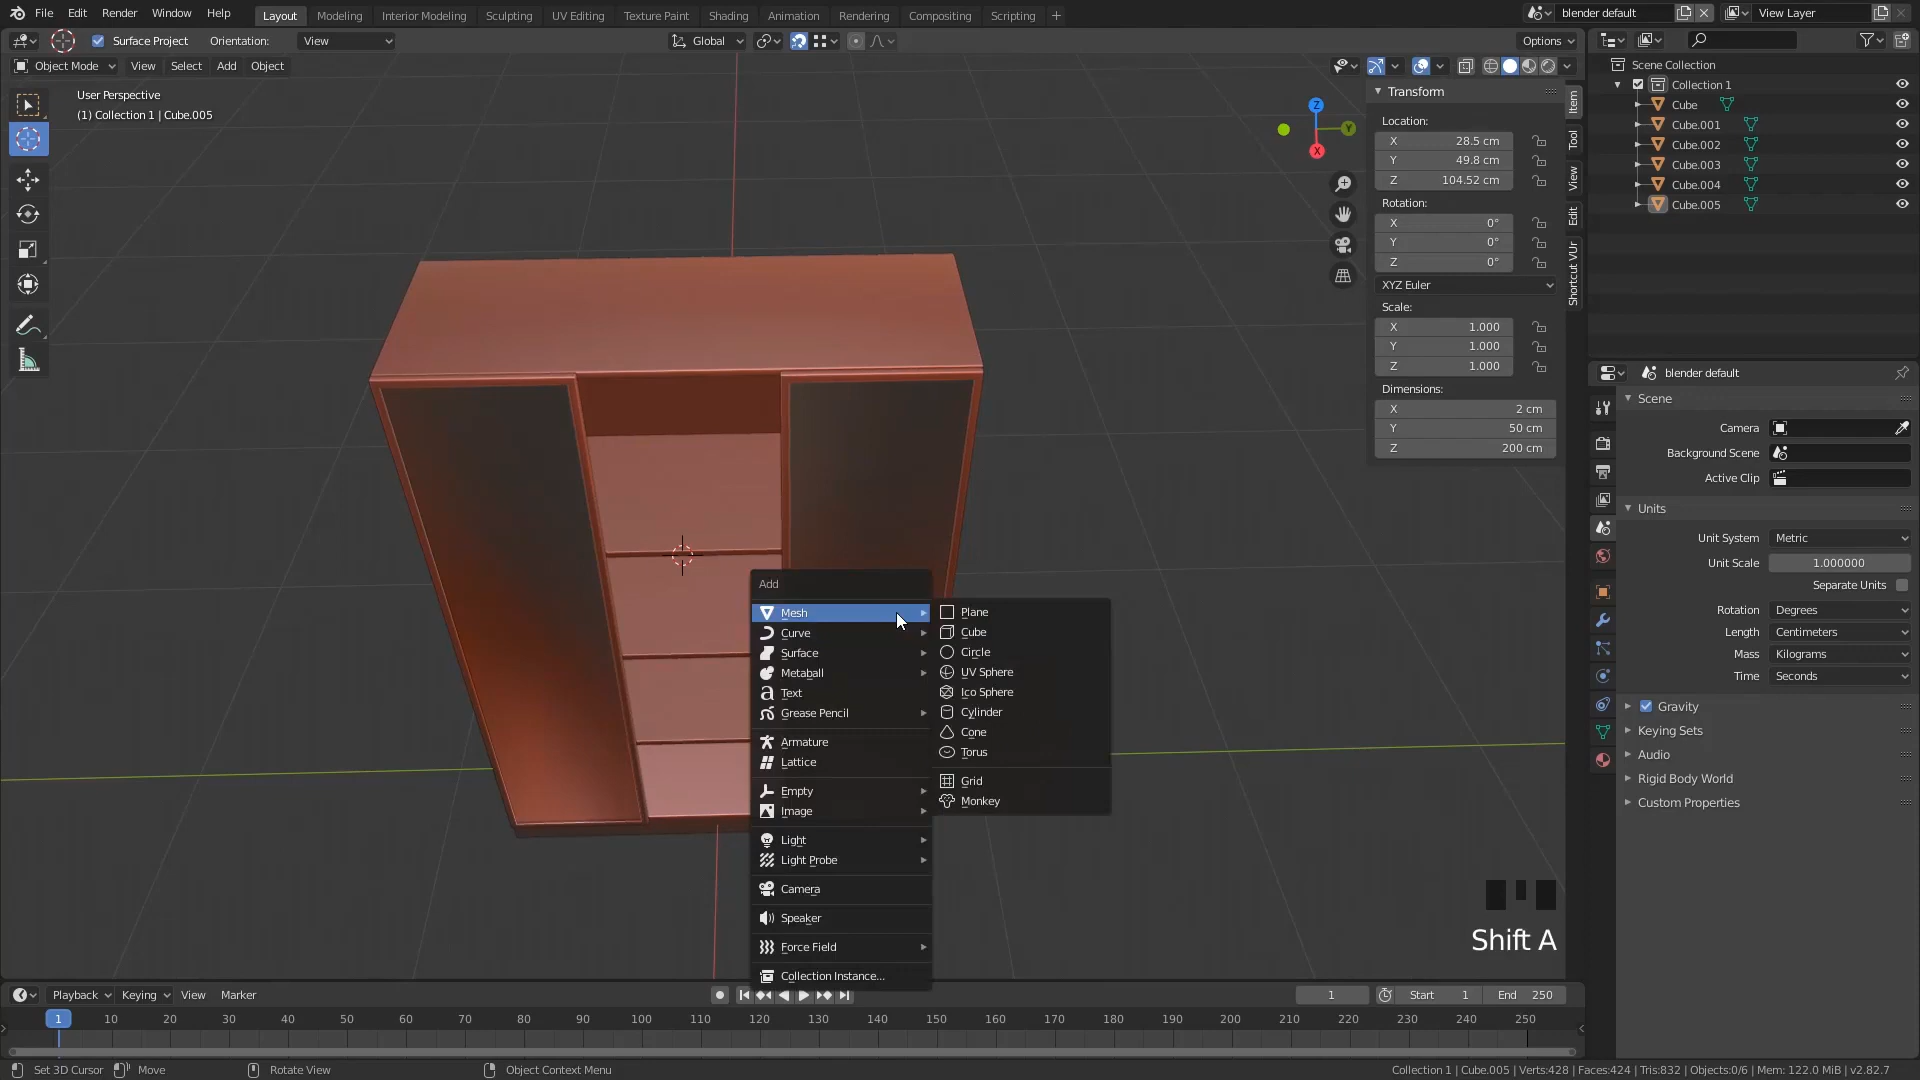 File Edit Render Window Help Layout Modeling Interior Modeling Sculpting UV Editing Texture Paint Shading Animation Rendering Compositing Scripting + blender default View Layer
Surface Project Orientation: View Global Options
Object Mode View Select Add Object
User Perspective
(1) Collection 1 | Cube.005
Z
Y
X
Transform
Location:
X 28.5 cm
Y 49.8 cm
Z 104.52 cm
Rotation:
X 0°
Y 0°
Z 0°
XYZ Euler
Scale:
X 1.000
Y 1.000
Z 1.000
Dimensions:
X 2 cm
Y 50 cm
Z 200 cm
Item
Tool
View
Edit
Shortcut VUr
Scene Collection
Collection 1
Cube
Cube.001
Cube.002
Cube.003
Cube.004
Cube.005
blender default
Scene
Camera
Background Scene
Active Clip
Units
Unit System Metric
Unit Scale 1.000000
Separate Units
Rotation Degrees
Length Centimeters
Mass Kilograms
Time Seconds
Gravity
Keying Sets
Audio
Rigid Body World
Custom Properties
Add
Mesh
Curve
Surface
Metaball
Text
Grease Pencil
Armature
Lattice
Empty
Image
Light
Light Probe
Camera
Speaker
Force Field
Collection Instance...
Plane
Cube
Circle
UV Sphere
Ico Sphere
Cylinder
Cone
Torus
Grid
Monkey
Shift A
Playback Keying View Marker 1 Start 1 End 250
1 10 20 30 40 50 60 70 80 90 100 110 120 130 140 150 160 170 180 190 200 210 220 230 240 250
Set 3D Cursor Move Rotate View Object Context Menu Collection 1 | Cube.005 | Verts:428 | Faces:424 | Tris:832 | Objects:0/6 | Mem: 122.0 MiB | v2.82.7